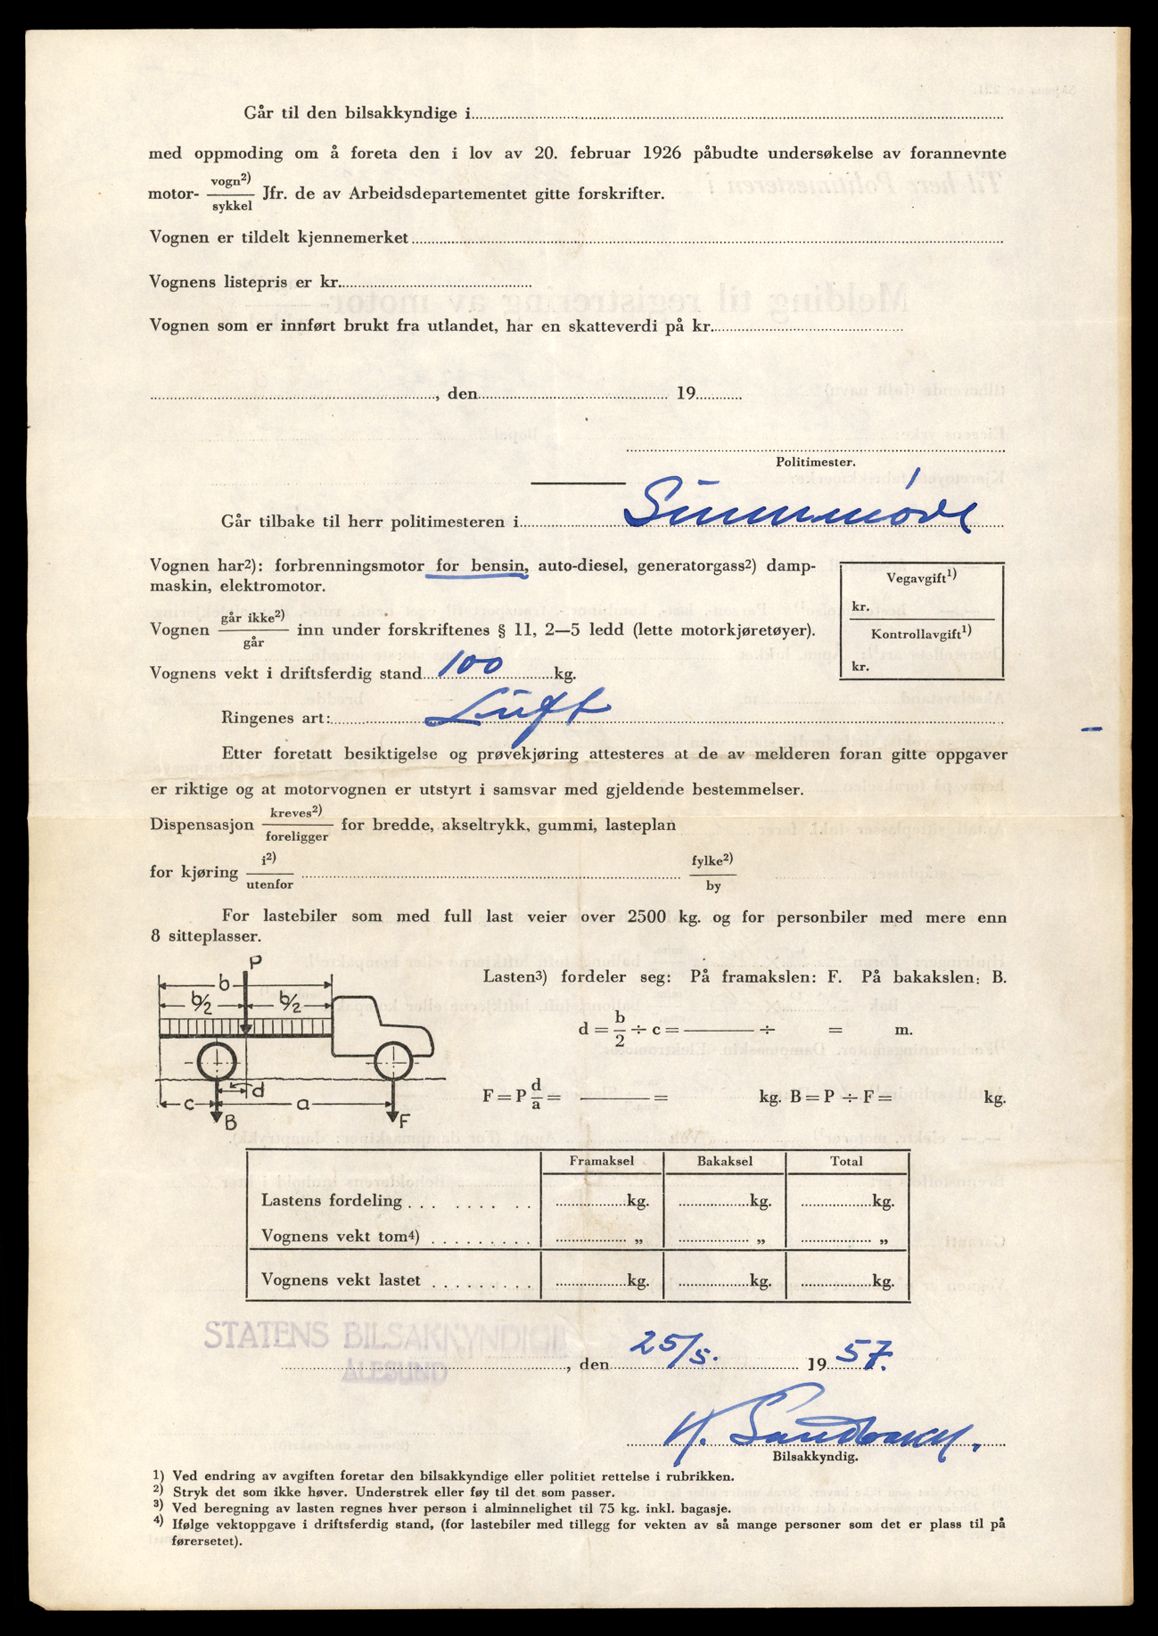 Går til den bilsakkyndige i
med oppmoding om å foreta den i lov av 20. februar 1926 påbudte undersøkelse av forannevnte
motor- vogn2)/sykkel Jfr. de av Arbeidsdepartementet gitte forskrifter.
Vognen er tildelt kjennemerket
Vognens listepris er kr.
Vognen som er innført brukt fra utlandet, har en skatteverdi på kr.
, den 19
Politimester.
Går tilbake til herr politimesteren i Sunnmøre
Vognen har2): forbrenningsmotor for bensin, auto-diesel, generatorgass2) damp-
maskin, elektromotor.
Vegavgift1)
kr.
Kontrollavgift1)
kr.
Vognen går ikke2)/går inn under forskriftenes § 11, 2—5 ledd (lette motorkjøretøyer).
Vognens vekt i driftsferdig stand 100 kg.
Ringenes art: Luft
Etter foretatt besiktigelse og prøvekjøring attesteres at de av melderen foran gitte oppgaver
er riktige og at motorvognen er utstyrt i samsvar med gjeldende bestemmelser.
Dispensasjon kreves2)/foreligger for bredde, akseltrykk, gummi, lasteplan
for kjøring i2)/utenfor fylke2)/by
For lastebiler som med full last veier over 2500 kg. og for personbiler med mere enn
8 sitteplasser.
P
b
b/2 b/2
d
c a
B F
Lasten3) fordeler seg: På framakslen: F. På bakakslen: B.
d = b/2 ÷ c = ——— ÷ = m.
F = P d/a = ——— = kg. B = P ÷ F = kg.
Framaksel Bakaksel Total
Lastens fordeling kg. kg. kg.
Vognens vekt tom4) „ „ „
Vognens vekt lastet kg. kg. kg.
STATENS BILSAKKYNDIGE
ÅLESUND
, den 25/5. 19 57.
Bilsakkyndig.
1) Ved endring av avgiften foretar den bilsakkyndige eller politiet rettelse i rubrikken.
2) Stryk det som ikke høver. Understrek eller føy til det som passer.
3) Ved beregning av lasten regnes hver person i alminnelighet til 75 kg. inkl. bagasje.
4) Ifølge vektoppgave i driftsferdig stand, (for lastebiler med tillegg for vekten av så mange personer som det er plass til på
førersetet).